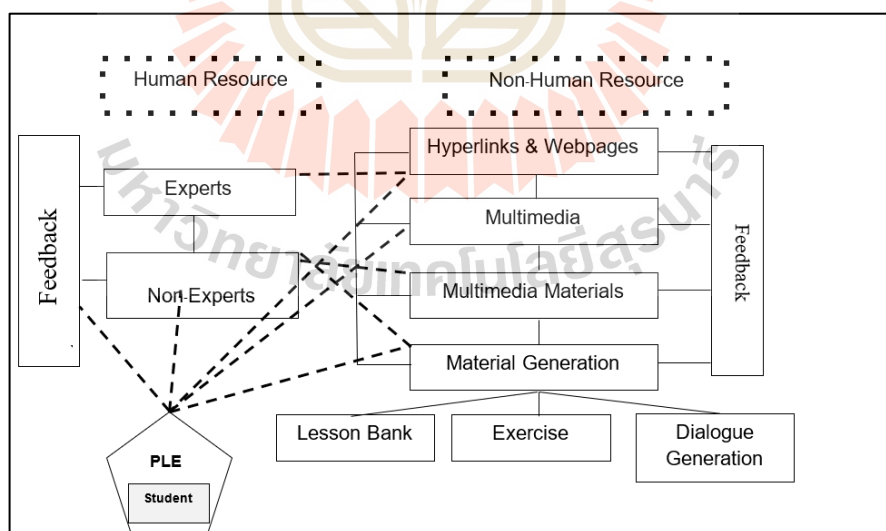 Human Resource
Non-Human Resource
Hyperlinks & Webpages
Experts
Multimedia
Feedback
Feedback
Non-Experts
Multimedia Materials
Material Generation
Lesson Bank
Exercise
Dialogue
Generation
PLE
Student
มหาวิทยาลัยเทคโนโลยีสุรนารี